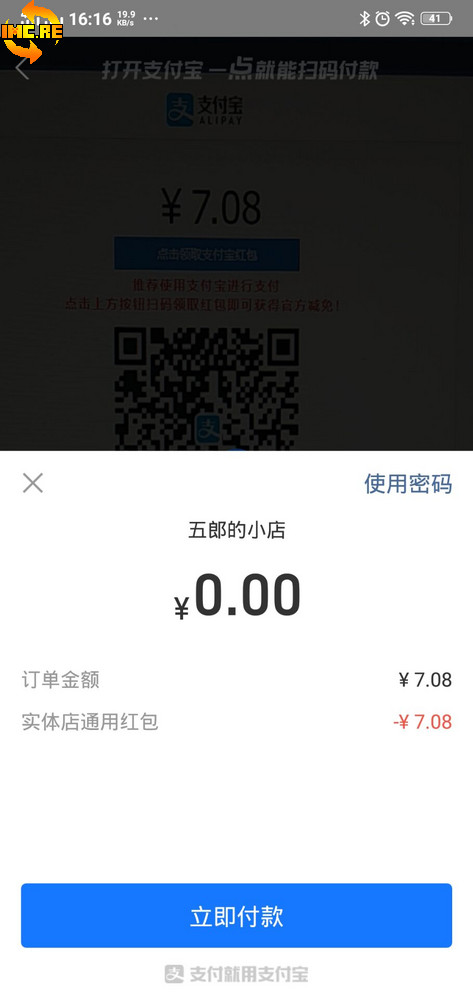 IMC.RE
16:16 19.9 KB/s ··· 41
打开支付宝 一点就能扫码付款
支 支付宝
ALIPAY
¥ 7.08
点击领取支付宝红包
推荐使用支付宝进行支付
点击上方按钮扫码领取红包即可获得官方减免!
支
使用密码
五郎的小店
¥0.00
订单金额 ¥ 7.08
实体店通用红包 -¥ 7.08
立即付款
支 支付就用支付宝